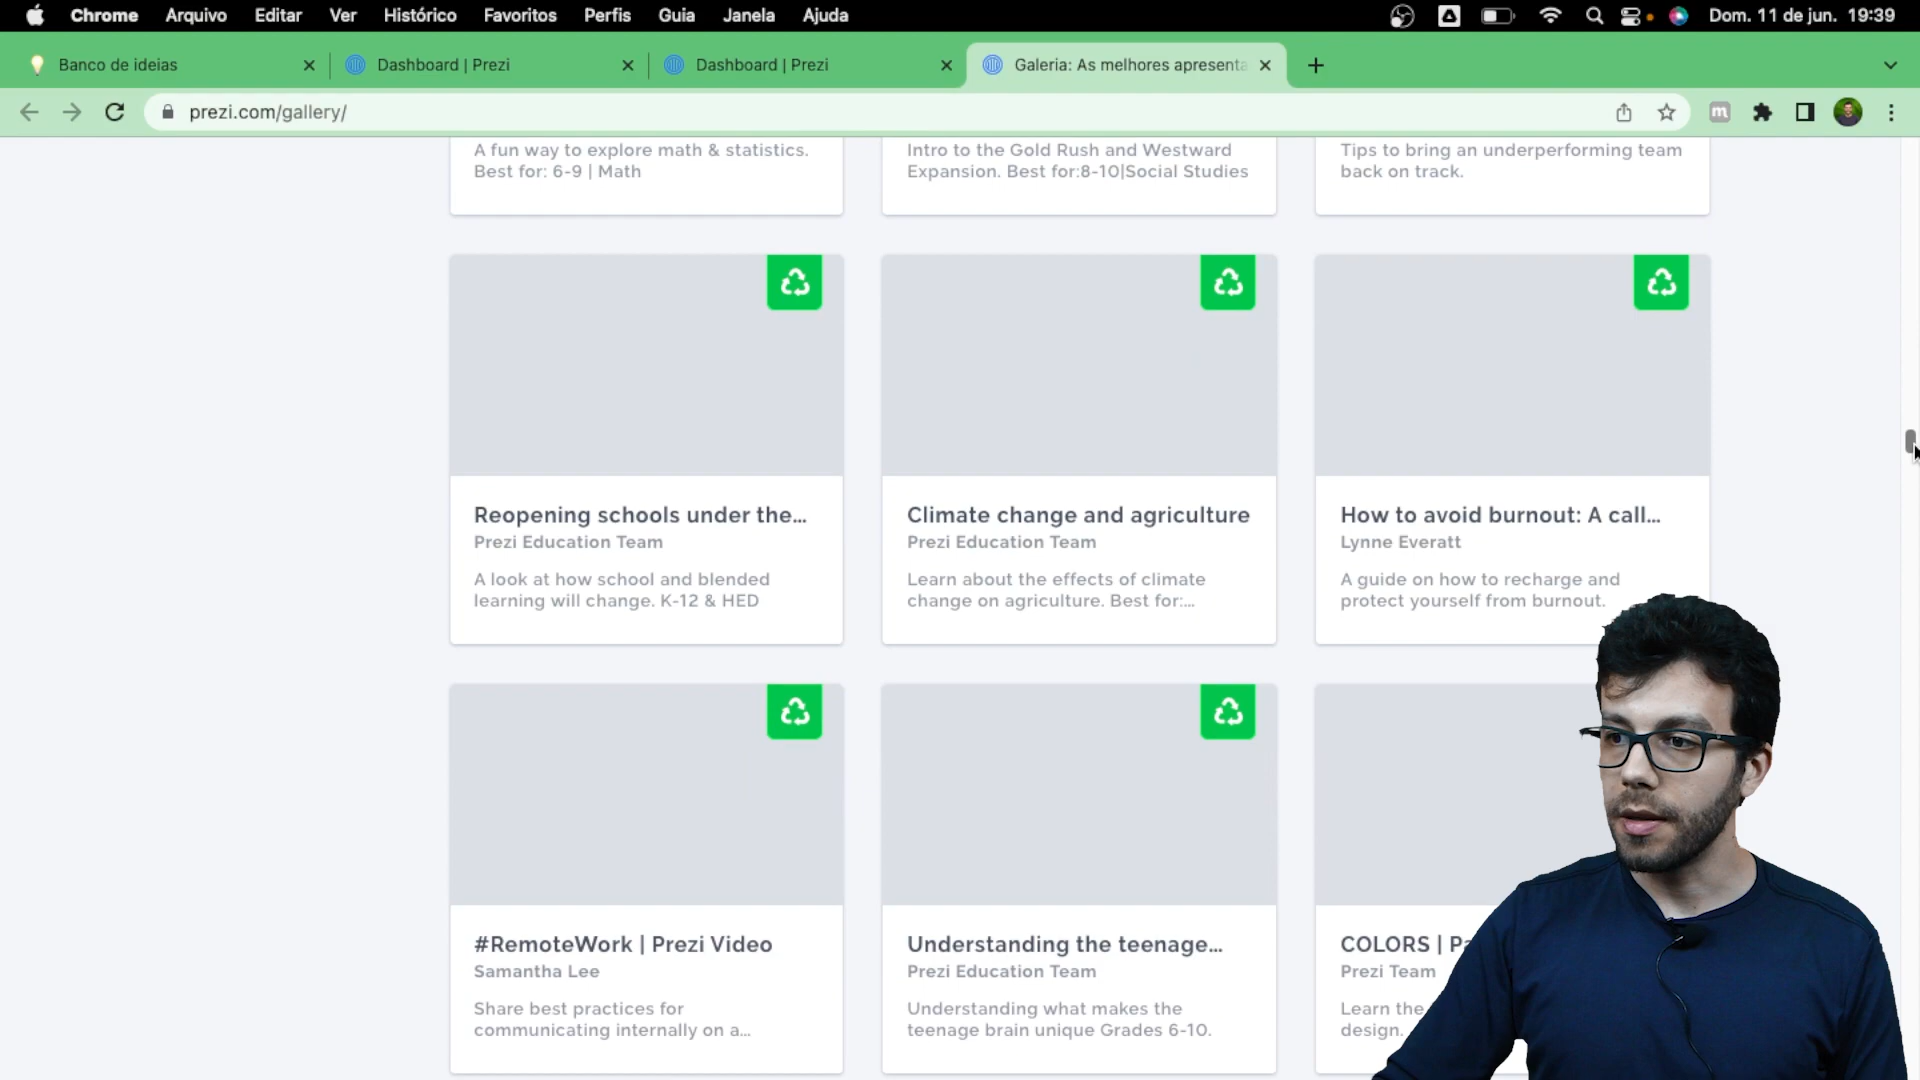 Chrome Arquivo Editar Ver Histórico Favoritos Perfis Guia Janela Ajuda Dom. 11 de jun. 19:39
Banco de ideias Dashboard | Prezi Dashboard | Prezi Galeria: As melhores apresenta
prezi.com/gallery/
A fun way to explore math & statistics.
Best for: 6-9 | Math
Intro to the Gold Rush and Westward
Expansion. Best for:8-10|Social Studies
Tips to bring an underperforming team
back on track.
Reopening schools under the...
Prezi Education Team
A look at how school and blended
learning will change. K-12 & HED
Climate change and agriculture
Prezi Education Team
Learn about the effects of climate
change on agriculture. Best for:...
How to avoid burnout: A call...
Lynne Everatt
A guide on how to recharge and
protect yourself from burnout.
#RemoteWork | Prezi Video
Samantha Lee
Share best practices for
communicating internally on a...
Understanding the teenage...
Prezi Education Team
Understanding what makes the
teenage brain unique Grades 6-10.
COLORS |
Prezi Team
Learn the
design.